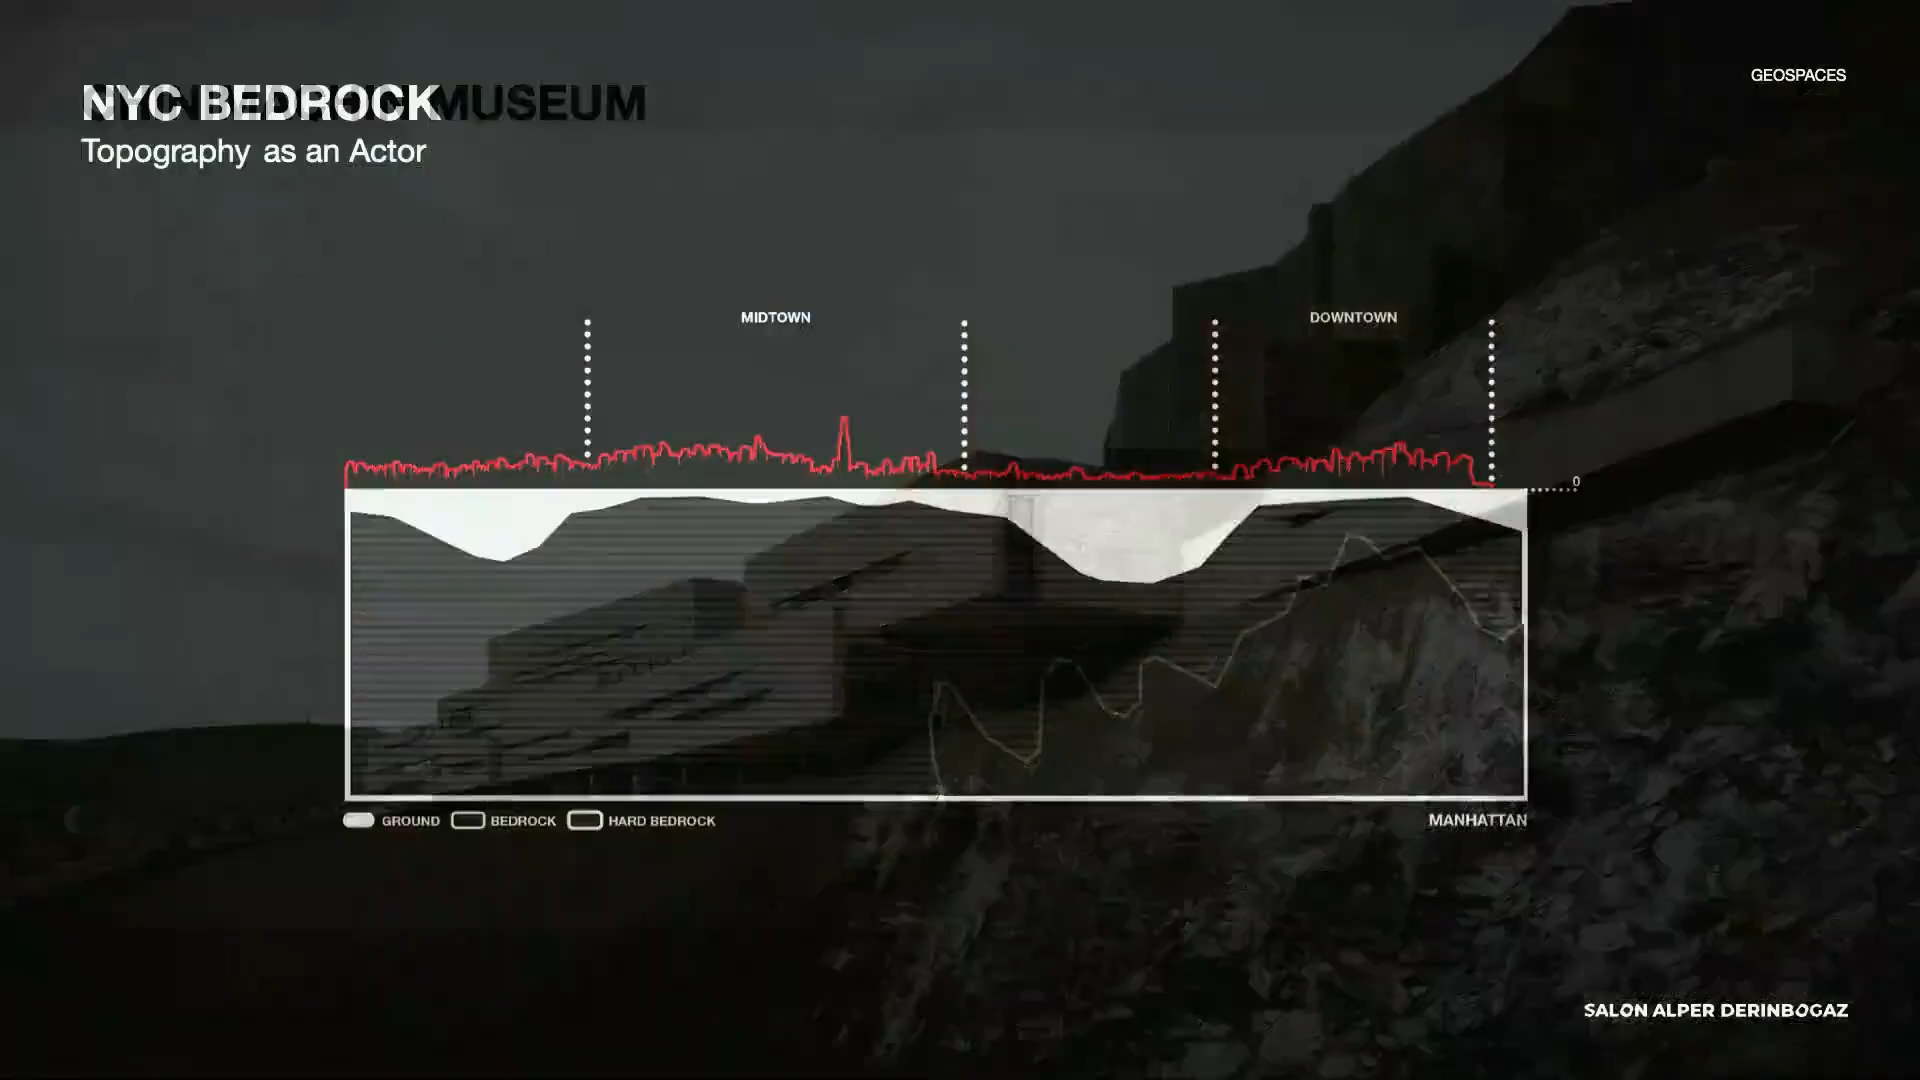 NYC BEDROCK MUSEUM
Topography as an Actor
GEOSPACES
MIDTOWN
DOWNTOWN
0
GROUND
BEDROCK
HARD BEDROCK
MANHATTAN
SALON ALPER DERINBOGAZ